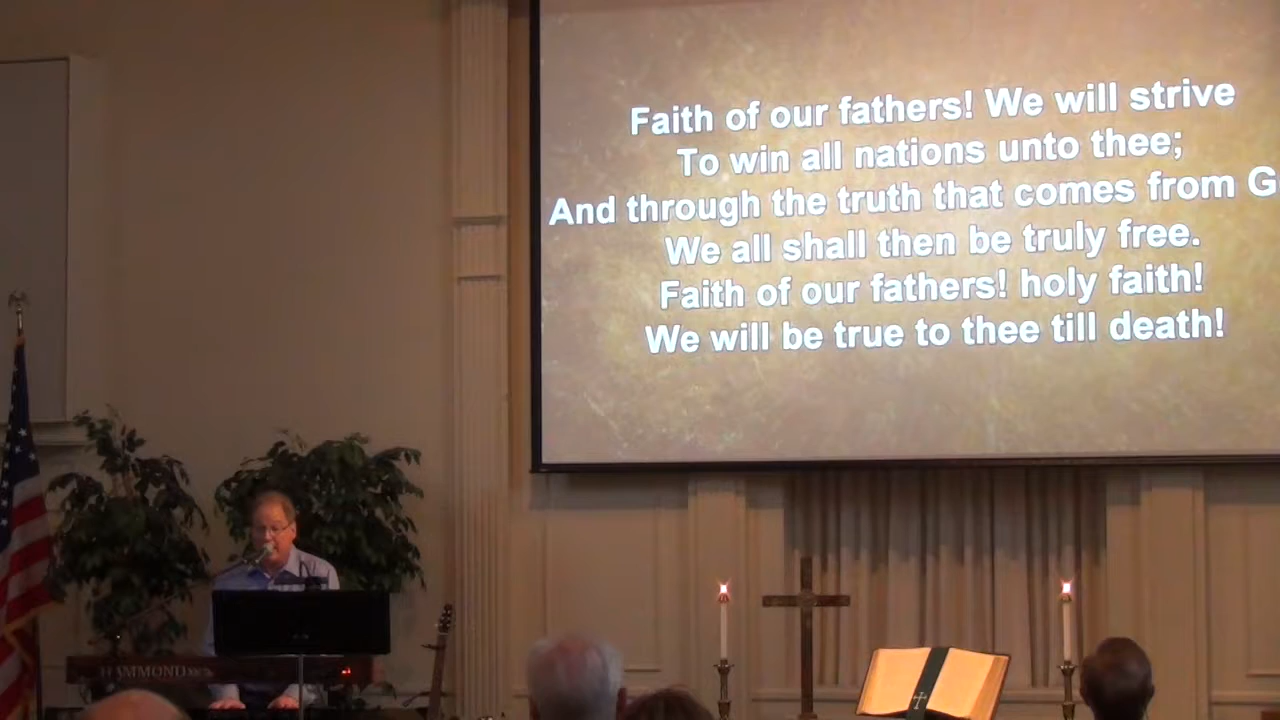 Faith of our fathers! We will strive
To win all nations unto thee;
And through the truth that comes from G
We all shall then be truly free.
Faith of our fathers! holy faith!
We will be true to thee till death!
HAMMOND